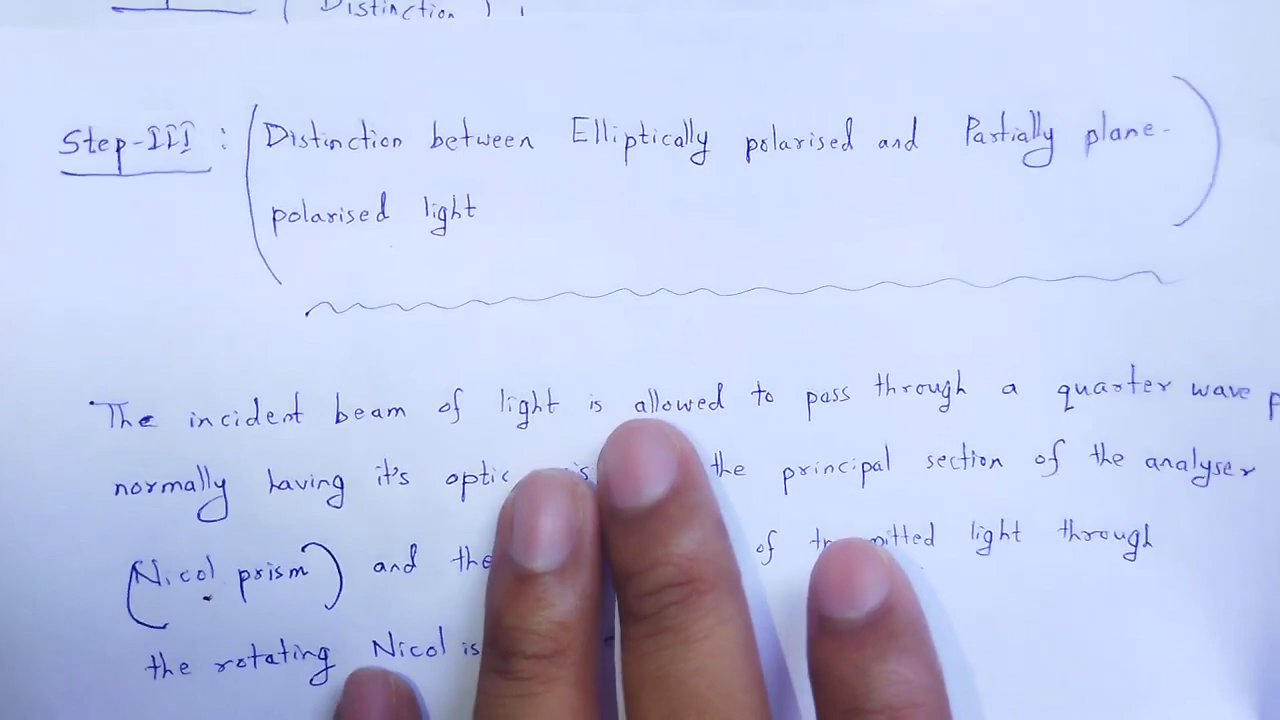 ( Distinction ) :
Step-III : (Distinction between Elliptically polarised and Partially plane-
polarised light)
The incident beam of light is allowed to pass through a quarter wave
normally having it's optic the principal section of the analyser
(Nicol prism) and the of light through
the rotating Nicol is